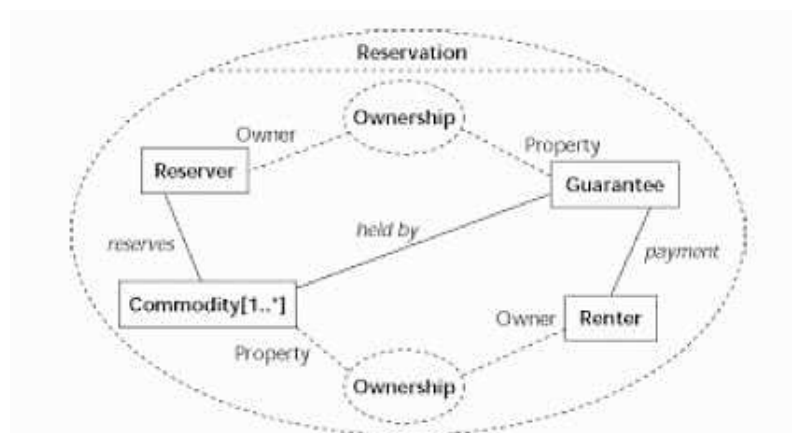 Reservation
Ownership
Owner
Property
Reserver
Guarantee
held by
reserves
payment
Commodity[1..*]
Owner
Renter
Property
Ownership